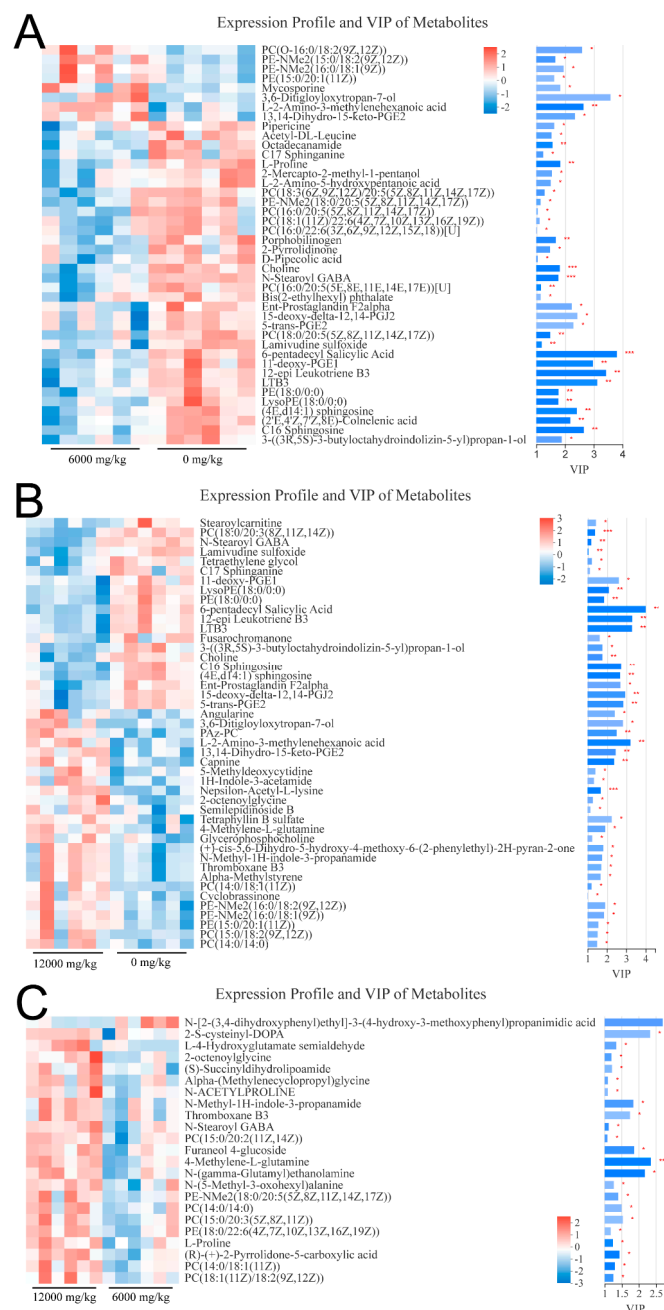 A
Expression Profile and VIP of Metabolites
PC(O-16:0/18:2(9Z,12Z))
PE-NMe2(15:0/18:2(9Z,12Z))
PE-NMe2(16:0/18:1(9Z))
PE(15:0/20:1(11Z))
Mycosporine
3,6-Ditigloyloxytropan-7-ol
L-2-Amino-3-methylenehexanoic acid
13,14-Dihydro-15-keto-PGE2
Pipericine
Acetyl-DL-Leucine
Octadecanamide
C17 Sphinganine
L-Proline
2-Mercapto-2-methyl-1-pentanol
L-2-Amino-5-hydroxypentanoic acid
PC(18:3(6Z,9Z,12Z)/20:5(5Z,8Z,11Z,14Z,17Z))
PE-NMe2(18:0/20:5(5Z,8Z,11Z,14Z,17Z))
PC(16:0/20:5(5Z,8Z,11Z,14Z,17Z))
PC(18:1(11Z)/22:6(4Z,7Z,10Z,13Z,16Z,19Z))
PC(16:0/22:6(3Z,6Z,9Z,12Z,15Z,18))[U]
Porphobilinogen
2-Pyrrolidinone
D-Pipecolic acid
Choline
N-Stearoyl GABA
PC(16:0/20:5(5E,8E,11E,14E,17E))[U]
Bis(2-ethylhexyl) phthalate
Ent-Prostaglandin F2alpha
15-deoxy-delta-12,14-PGJ2
5-trans-PGE2
PC(18:0/20:5(5Z,8Z,11Z,14Z,17Z))
Lamivudine sulfoxide
6-pentadecyl Salicylic Acid
11-deoxy-PGE1
12-epi Leukotriene B3
LTB3
PE(18:0/0:0)
LysoPE(18:0/0:0)
(4E,d14:1) sphingosine
(2'E,4'Z,7'Z,8E)-Colnelenic acid
C16 Sphingosine
3-((3R,5S)-3-butyloctahydroindolizin-5-yl)propan-1-ol
6000 mg/kg 0 mg/kg
2
1
0
-1
-2
1 2 3 4
VIP
B
Expression Profile and VIP of Metabolites
Stearoylcarnitine
PC(18:0/20:3(8Z,11Z,14Z))
N-Stearoyl GABA
Lamivudine sulfoxide
Tetraethylene glycol
C17 Sphinganine
11-deoxy-PGE1
LysoPE(18:0/0:0)
PE(18:0/0:0)
6-pentadecyl Salicylic Acid
12-epi Leukotriene B3
LTB3
Fusarochromanone
3-((3R,5S)-3-butyloctahydroindolizin-5-yl)propan-1-ol
Choline
C16 Sphingosine
(4E,d14:1) sphingosine
Ent-Prostaglandin F2alpha
15-deoxy-delta-12,14-PGJ2
5-trans-PGE2
Angularine
3,6-Ditigloyloxytropan-7-ol
PAz-PC
L-2-Amino-3-methylenehexanoic acid
13,14-Dihydro-15-keto-PGE2
Capnine
5-Methyldeoxycytidine
1H-Indole-3-acetamide
Nepsilon-Acetyl-L-lysine
2-octenoylglycine
Semilepidinoside B
Tetraphyllin B sulfate
4-Methylene-L-glutamine
Glycerophosphocholine
(+)-cis-5,6-Dihydro-5-hydroxy-4-methoxy-6-(2-phenylethyl)-2H-pyran-2-one
N-Methyl-1H-indole-3-propanamide
Thromboxane B3
Alpha-Methylstyrene
PC(14:0/18:1(11Z))
Cyclobrassinone
PE-NMe2(16:0/18:2(9Z,12Z))
PE-NMe2(16:0/18:1(9Z))
PE(15:0/20:1(11Z))
PC(15:0/18:2(9Z,12Z))
PC(14:0/14:0)
12000 mg/kg 0 mg/kg
3
2
1
0
-1
-2
1 2 3 4
VIP
C
Expression Profile and VIP of Metabolites
N-[2-(3,4-dihydroxyphenyl)ethyl]-3-(4-hydroxy-3-methoxyphenyl)propanimidic acid
2-S-cysteinyl-DOPA
L-4-Hydroxyglutamate semialdehyde
2-octenoylglycine
(S)-Succinyldihydrolipoamide
Alpha-(Methylenecyclopropyl)glycine
N-ACETYLPROLINE
N-Methyl-1H-indole-3-propanamide
Thromboxane B3
N-Stearoyl GABA
PC(15:0/20:2(11Z,14Z))
Furaneol 4-glucoside
4-Methylene-L-glutamine
N-(gamma-Glutamyl)ethanolamine
N-(5-Methyl-3-oxohexyl)alanine
PE-NMe2(18:0/20:5(5Z,8Z,11Z,14Z,17Z))
PC(14:0/14:0)
PC(15:0/20:3(5Z,8Z,11Z))
PE(18:0/22:6(4Z,7Z,10Z,13Z,16Z,19Z))
L-Proline
(R)-(+)-2-Pyrrolidone-5-carboxylic acid
PC(14:0/18:1(11Z))
PC(18:1(11Z)/18:2(9Z,12Z))
12000 mg/kg 6000 mg/kg
2
1
0
-1
-2
-3
1 1.5 2 2.5
VIP